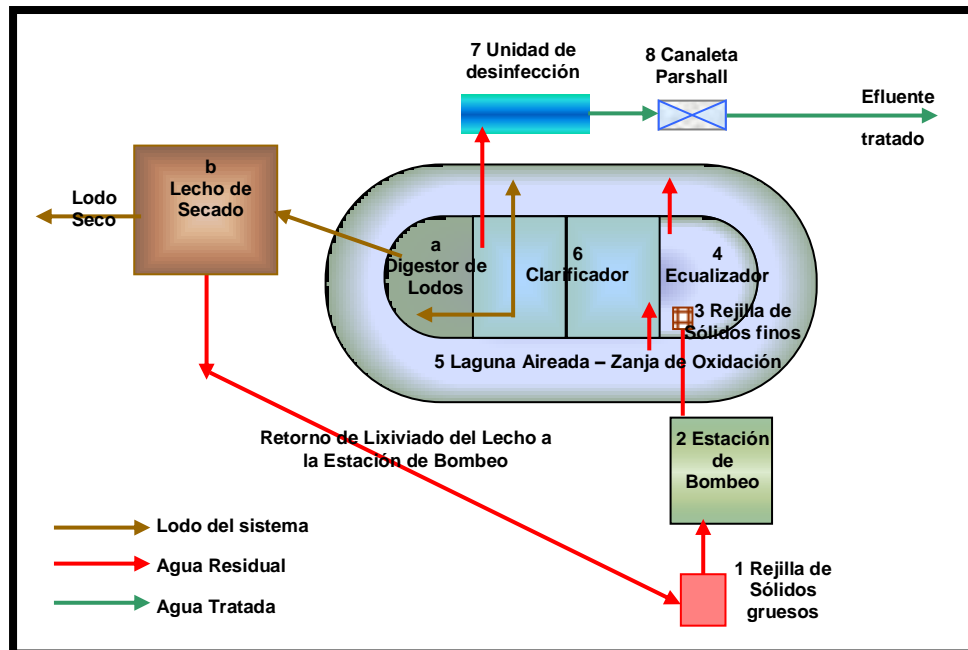 7 Unidad de
desinfección
8 Canaleta
Parshall
Efluente
tratado
b
Lecho de
Secado
Lodo
Seco
a
Digestor de
Lodos
6
Clarificador
4
Ecualizador
3 Rejilla de
Sólidos finos
5 Laguna Aireada – Zanja de Oxidación
Retorno de Lixiviado del Lecho a
la Estación de Bombeo
2 Estación
de
Bombeo
Lodo del sistema
Agua Residual
Agua Tratada
1 Rejilla de
Sólidos
gruesos